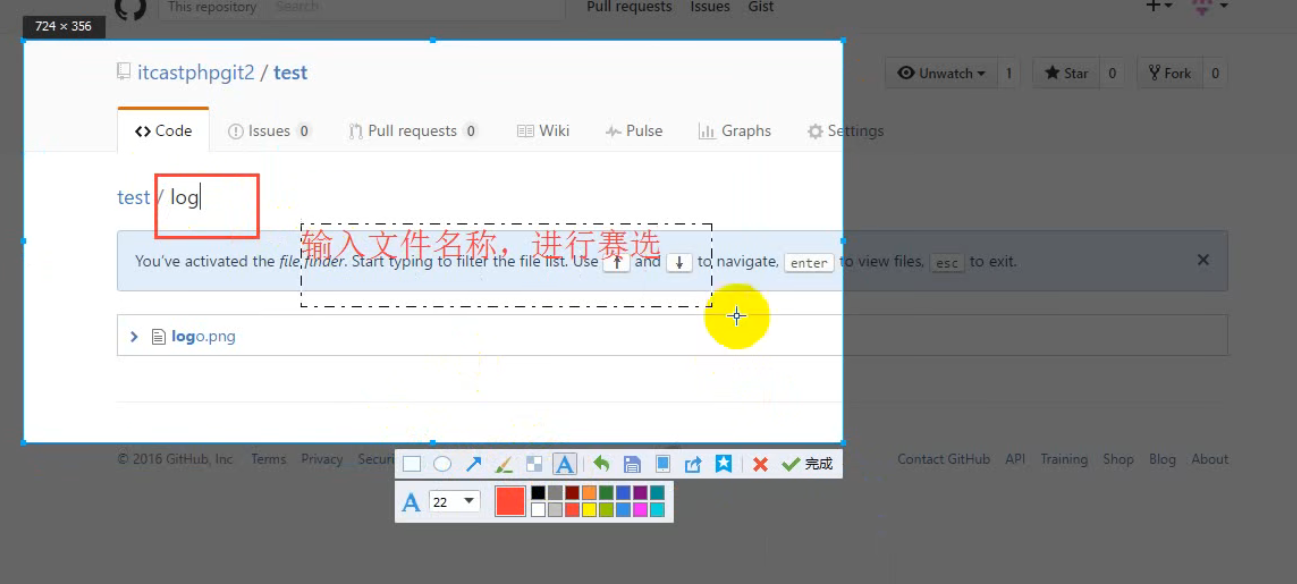 This repository Search
Pull requests Issues Gist
724 × 356
itcastphpgit2 / test
Unwatch 1 Star 0 Fork 0
Code Issues 0 Pull requests 0 Wiki Pulse Graphs Settings
test / log
输入文件名称，进行赛选
You've activated the file finder. Start typing to filter the file list. Use ↑ and ↓ to navigate, enter to view files, esc to exit.
logo.png
© 2016 GitHub, Inc Terms Privacy Secur
Contact GitHub API Training Shop Blog About
A 完成
A 22